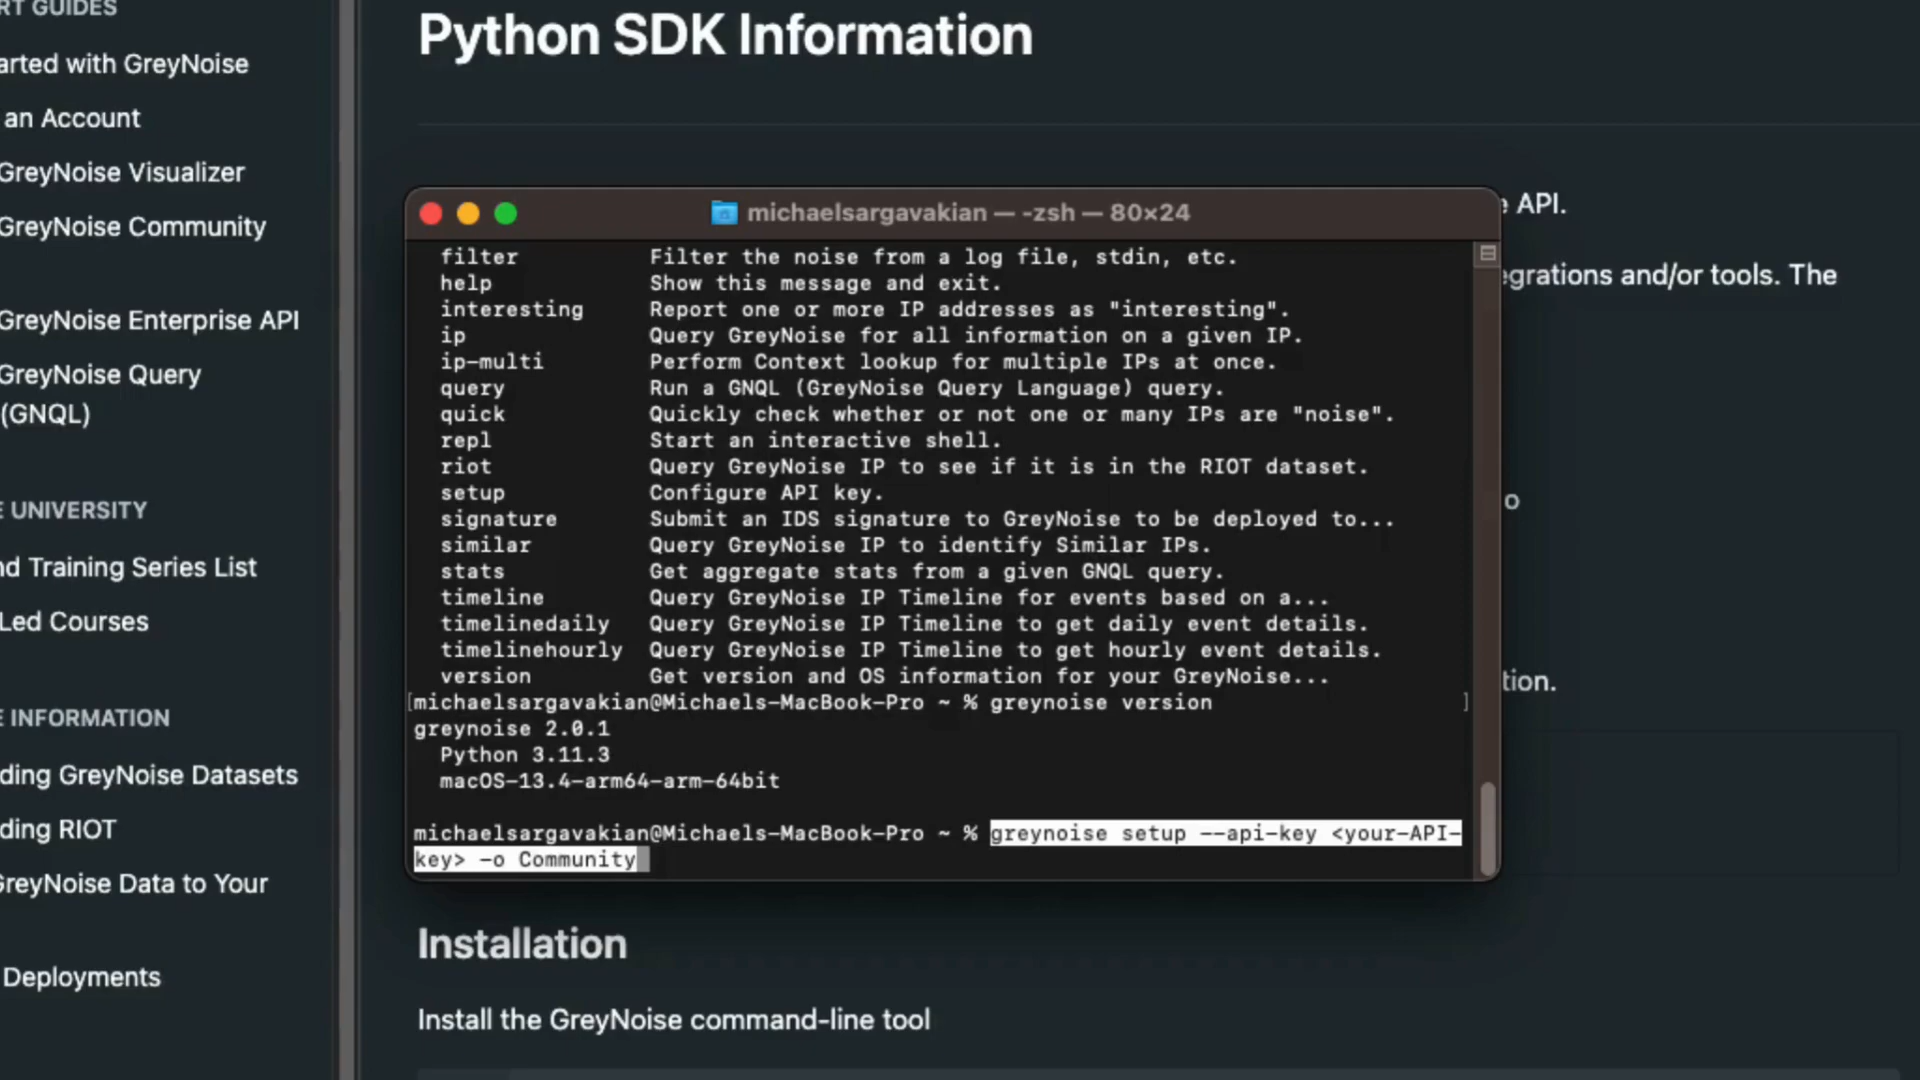 RT GUIDES
arted with GreyNoise
an Account
GreyNoise Visualizer
GreyNoise Community
GreyNoise Enterprise API
GreyNoise Query
(GNQL)
E UNIVERSITY
nd Training Series List
Led Courses
E INFORMATION
ding GreyNoise Datasets
ding RIOT
GreyNoise Data to Your
Deployments
Python SDK Information
e API.
egrations and/or tools. The
o
tion.
michaelsargavakian — -zsh — 80×24
filter Filter the noise from a log file, stdin, etc.
help Show this message and exit.
interesting Report one or more IP addresses as "interesting".
ip Query GreyNoise for all information on a given IP.
ip-multi Perform Context lookup for multiple IPs at once.
query Run a GNQL (GreyNoise Query Language) query.
quick Quickly check whether or not one or many IPs are "noise".
repl Start an interactive shell.
riot Query GreyNoise IP to see if it is in the RIOT dataset.
setup Configure API key.
signature Submit an IDS signature to GreyNoise to be deployed to...
similar Query GreyNoise IP to identify Similar IPs.
stats Get aggregate stats from a given GNQL query.
timeline Query GreyNoise IP Timeline for events based on a...
timelinedaily Query GreyNoise IP Timeline to get daily event details.
timelinehourly Query GreyNoise IP Timeline to get hourly event details.
version Get version and OS information for your GreyNoise...
[michaelsargavakian@Michaels-MacBook-Pro ~ % greynoise version ]
greynoise 2.0.1
Python 3.11.3
macOS-13.4-arm64-arm-64bit
michaelsargavakian@Michaels-MacBook-Pro ~ % greynoise setup --api-key <your-API-
key> -o Community
Installation
Install the GreyNoise command-line tool